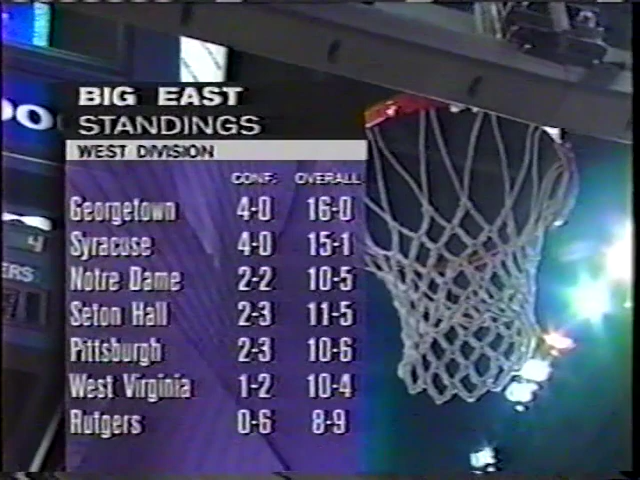 BIG EAST
STANDINGS
WEST DIVISION
CONF. OVERALL
Georgetown 4-0 16-0
Syracuse 4-0 15-1
Notre Dame 2-2 10-5
Seton Hall 2-3 11-5
Pittsburgh 2-3 10-6
West Virginia 1-2 10-4
Rutgers 0-6 8-9